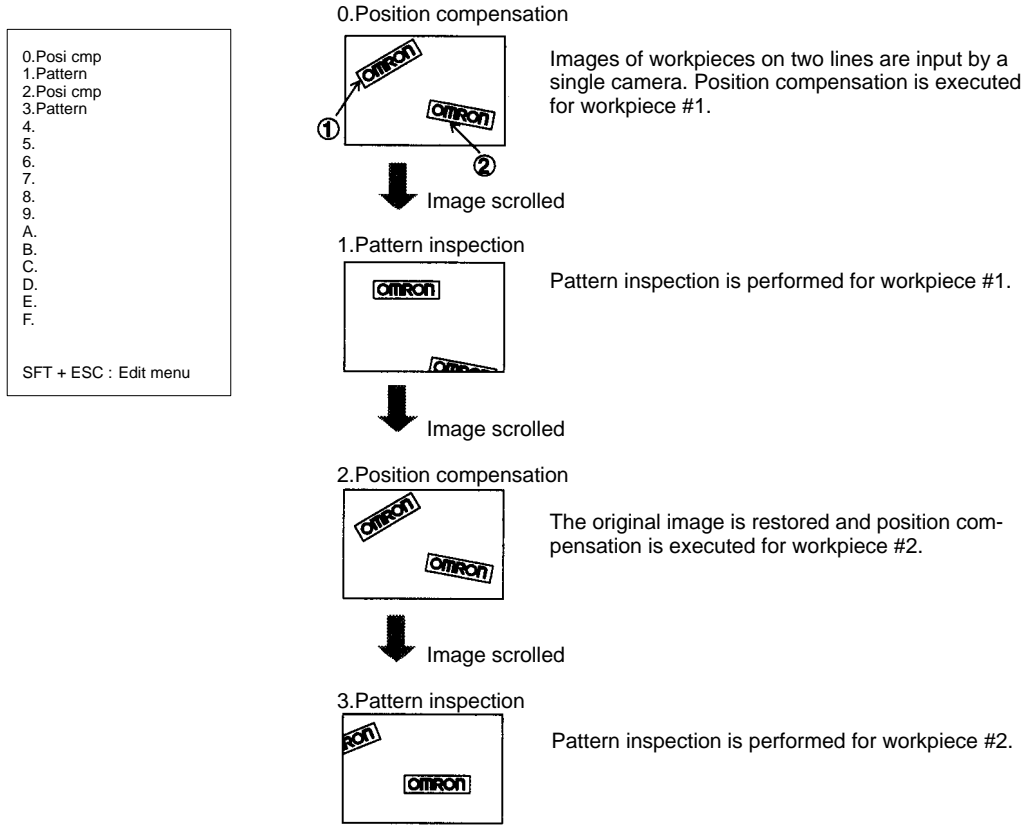 0.Posi cmp
1.Pattern
2.Posi cmp
3.Pattern
4.
5.
6.
7.
8.
9.
A.
B.
C.
D.
E.
F.
SFT + ESC : Edit menu
0.Position compensation
OMRON
OMRON
①
②
Images of workpieces on two lines are input by a
single camera. Position compensation is executed
for workpiece #1.
Image scrolled
1.Pattern inspection
OMRON
OMRON
Pattern inspection is performed for workpiece #1.
Image scrolled
2.Position compensation
OMRON
OMRON
The original image is restored and position com-
pensation is executed for workpiece #2.
Image scrolled
3.Pattern inspection
RON
OMRON
Pattern inspection is performed for workpiece #2.